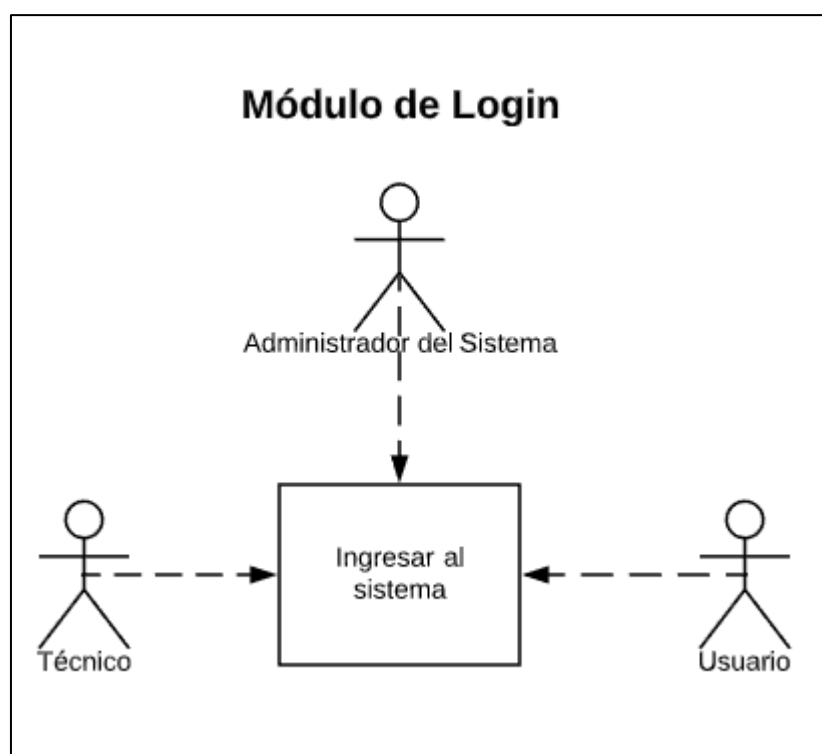 Módulo de Login
Administrador del Sistema
Ingresar al
sistema
Técnico
Usuario